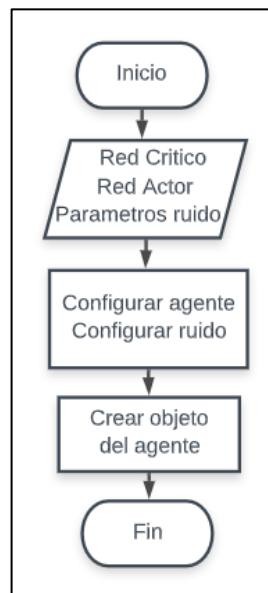 Inicio
Red Critico
Red Actor
Parametros ruido
Configurar agente
Configurar ruido
Crear objeto
del agente
Fin